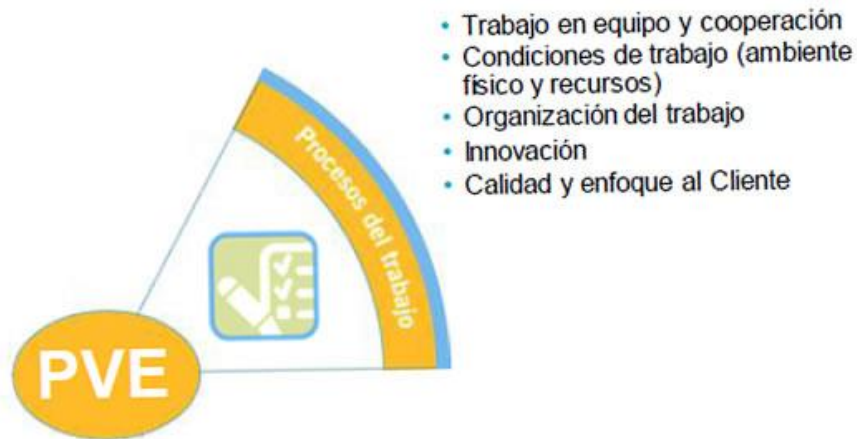 • Trabajo en equipo y cooperación
• Condiciones de trabajo (ambiente
físico y recursos)
• Organización del trabajo
• Innovación
• Calidad y enfoque al Cliente
Procesos del trabajo
PVE